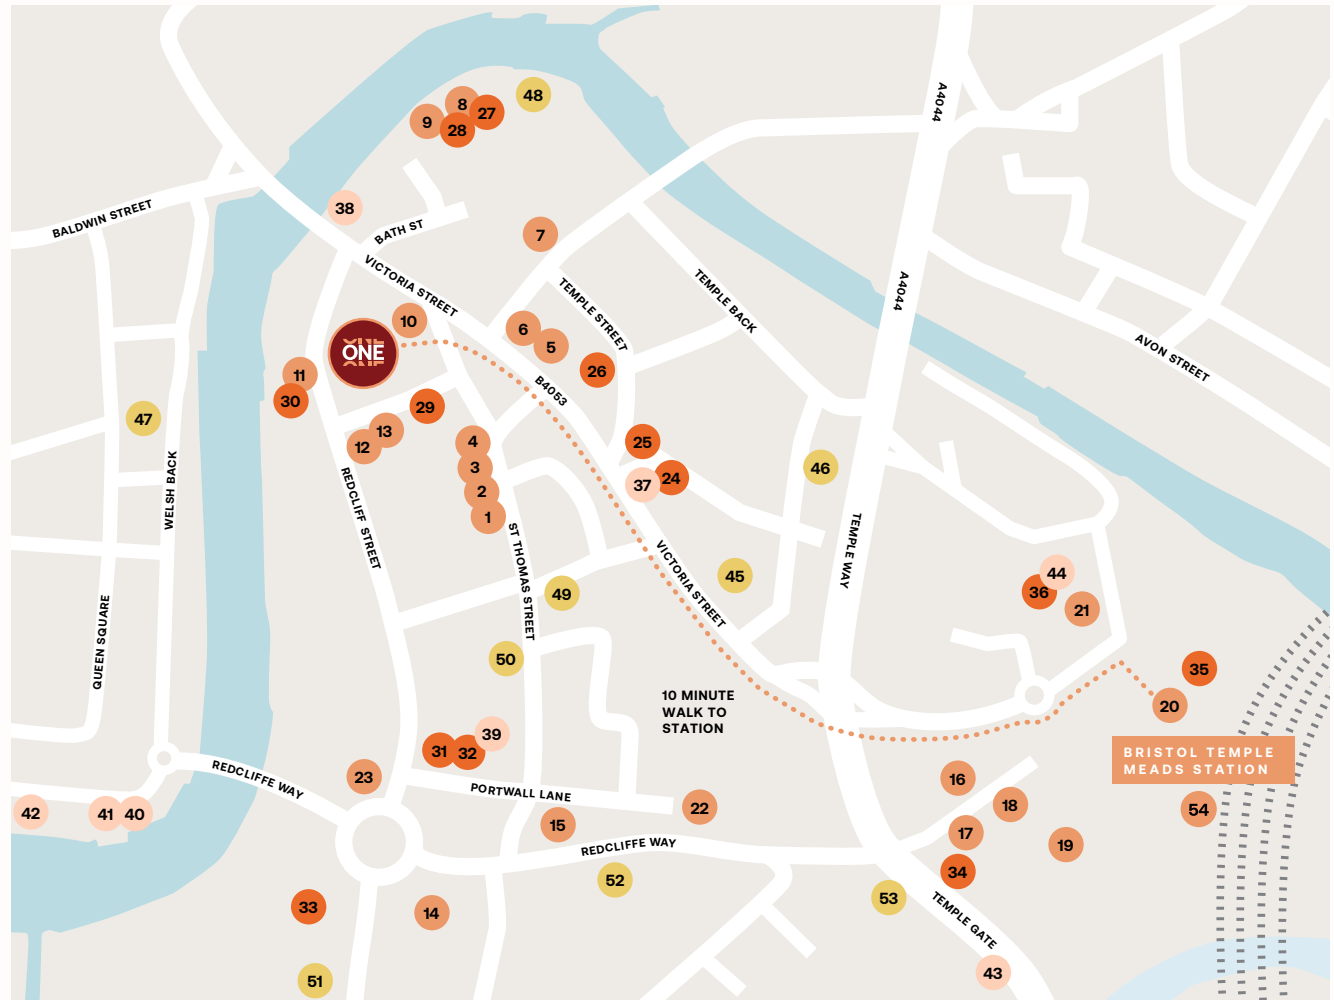 A4044
48
8
27
9
28
38
BALDWIN STREET
BATH ST
7
VICTORIA STREET
TEMPLE STREET
TEMPLE BACK
A4044
10
6
5
ONE
AVON STREET
11
30
26
B4053
29
47
13
12
4
25
3
37
24
46
2
1
WELSH BACK
REDCLIFF STREET
ST THOMAS STREET
VICTORIA STREET
TEMPLE WAY
45
44
36
21
49
QUEEN SQUARE
50
35
10 MINUTE
WALK TO
STATION
20
39
31
32
BRISTOL TEMPLE
MEADS STATION
23
REDCLIFFE WAY
PORTWALL LANE
16
42
41
40
22
18
54
15
17
19
REDCLIFFE WAY
34
52
53
33
14
TEMPLE GATE
43
51